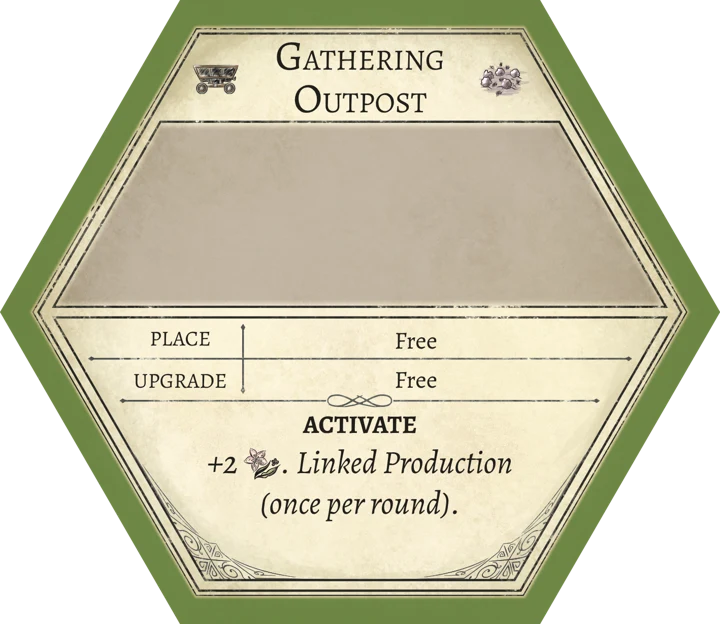 GATHERING
OUTPOST
PLACE Free
UPGRADE Free
ACTIVATE
+2 . Linked Production
(once per round).